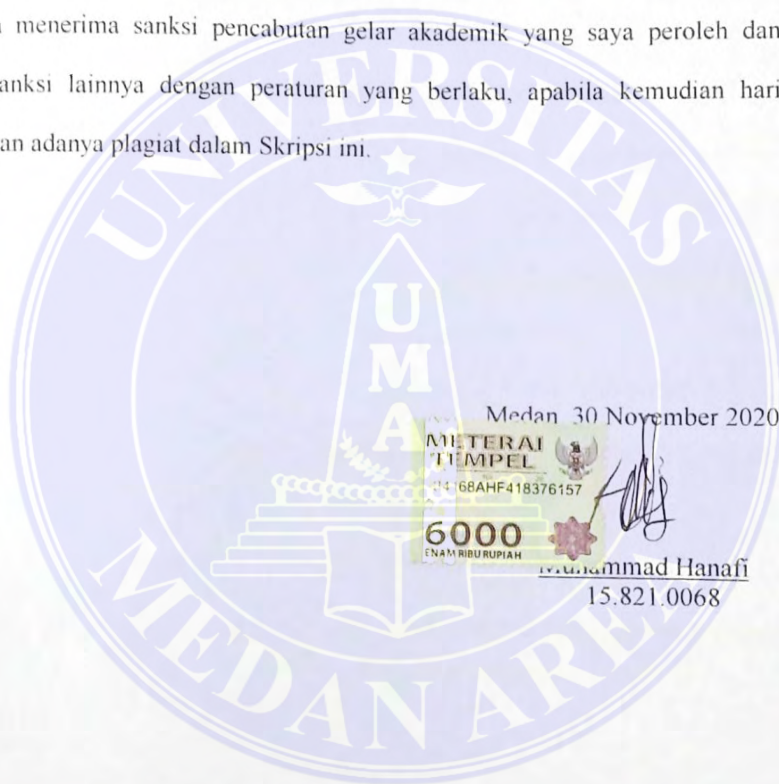 menerima sanksi pencabutan gelar akademik yang saya peroleh dan
anksi lainnya dengan peraturan yang berlaku, apabila kemudian hari
an adanya plagiat dalam Skripsi ini.
UNIVERSITAS
UMA
Medan 30 November 2020
METERAI
TEMPEL
68AHF418376157
6000
ENAM RIBU RUPIAH
Muhammad Hanafi
15.821.0068
MEDAN AREA